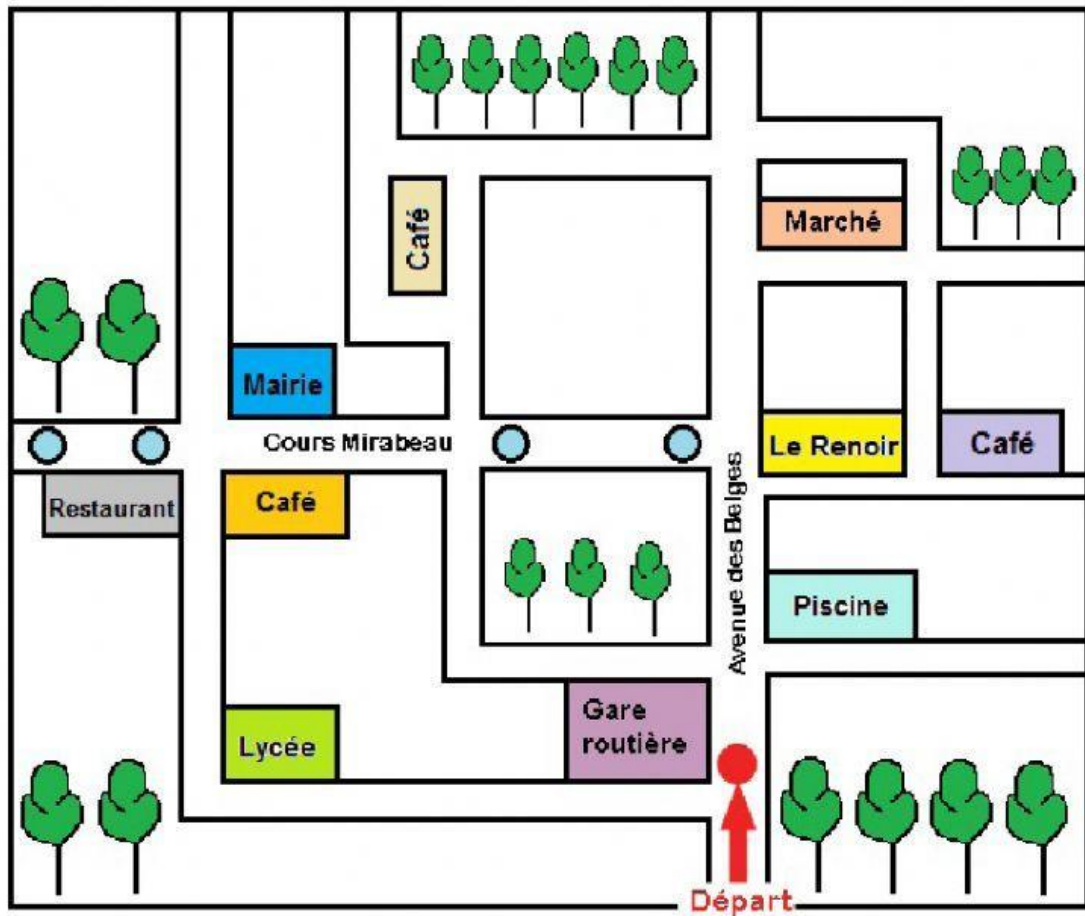 Café
Marché
Mairie
Cours Mirabeau
Le Renoir
Café
Restaurant
Café
Avenue des Belges
Piscine
Gare
routière
Lycée
Départ